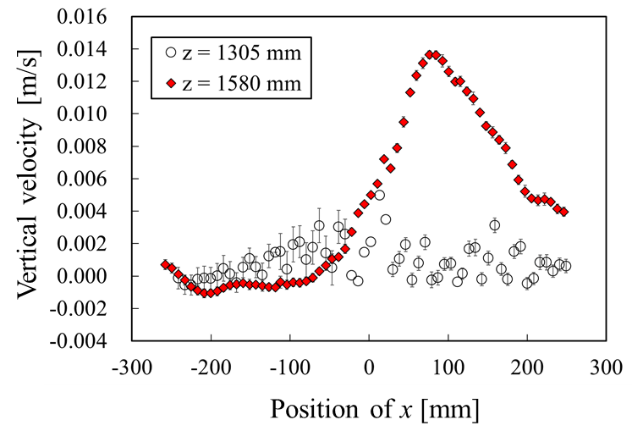 0.016
0.014
0.012
0.010
0.008
0.006
0.004
0.002
0.000
-0.002
-0.004
Vertical velocity [m/s]
z = 1305 mm
z = 1580 mm
-300 -200 -100 0 100 200 300
Position of x [mm]